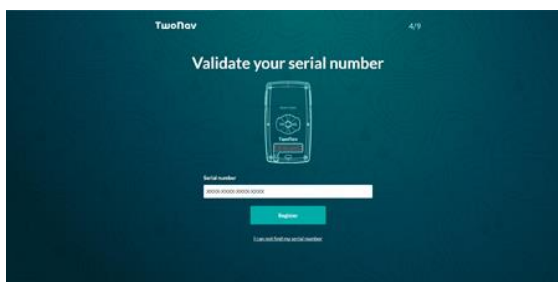 TwoNav
4/9
Validate your serial number
TwoNav
Serial number
XXXX-XXXX-XXXX-XXXX
Register
I can not find my serial number